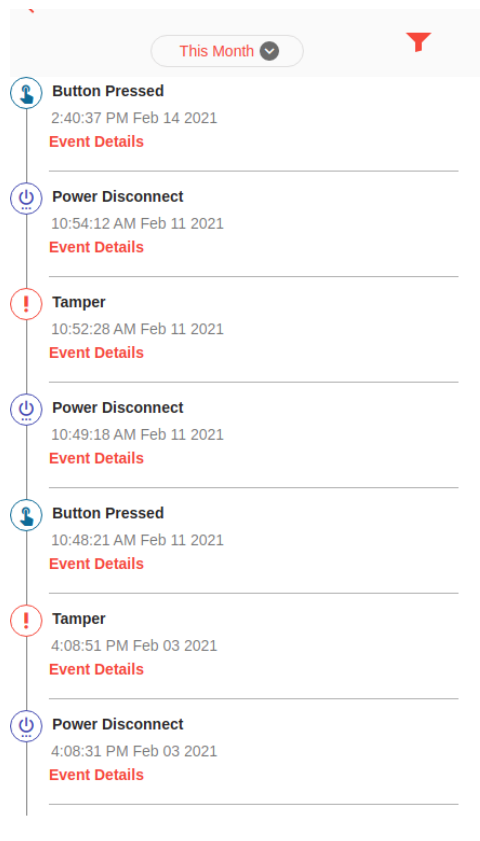 This Month
Button Pressed
2:40:37 PM Feb 14 2021
Event Details
Power Disconnect
10:54:12 AM Feb 11 2021
Event Details
Tamper
10:52:28 AM Feb 11 2021
Event Details
Power Disconnect
10:49:18 AM Feb 11 2021
Event Details
Button Pressed
10:48:21 AM Feb 11 2021
Event Details
Tamper
4:08:51 PM Feb 03 2021
Event Details
Power Disconnect
4:08:31 PM Feb 03 2021
Event Details